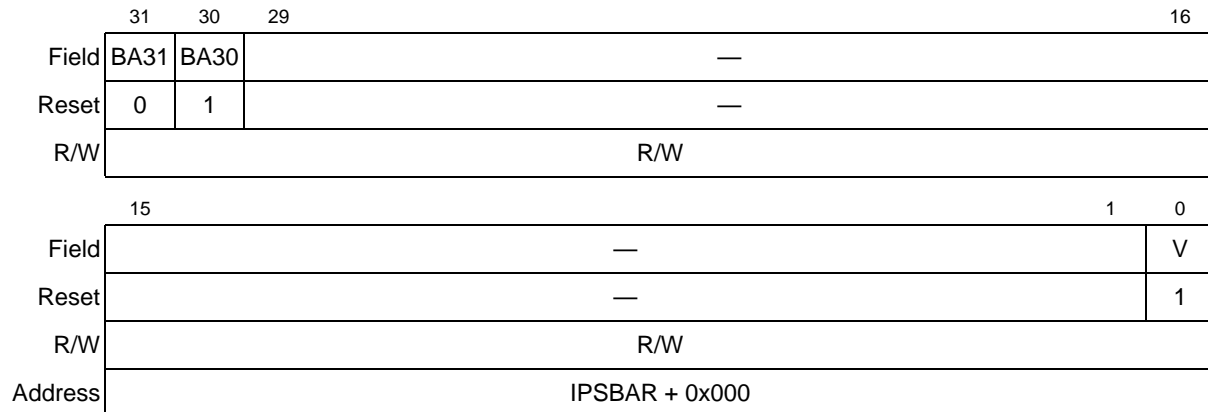 31 30 29 16
Field BA31 BA30 —
Reset 0 1 —
R/W R/W
15 1 0
Field — V
Reset — 1
R/W R/W
Address IPSBAR + 0x000